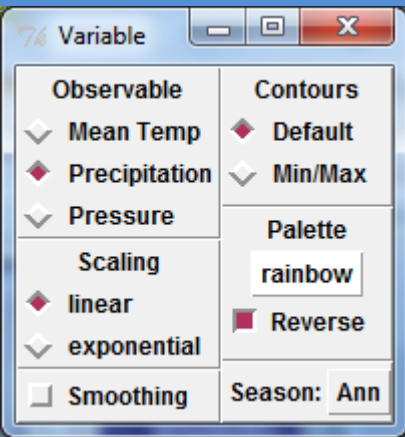 Variable
Observable
Mean Temp
Precipitation
Pressure
Scaling
linear
exponential
Smoothing
Contours
Default
Min/Max
Palette
rainbow
Reverse
Season: Ann